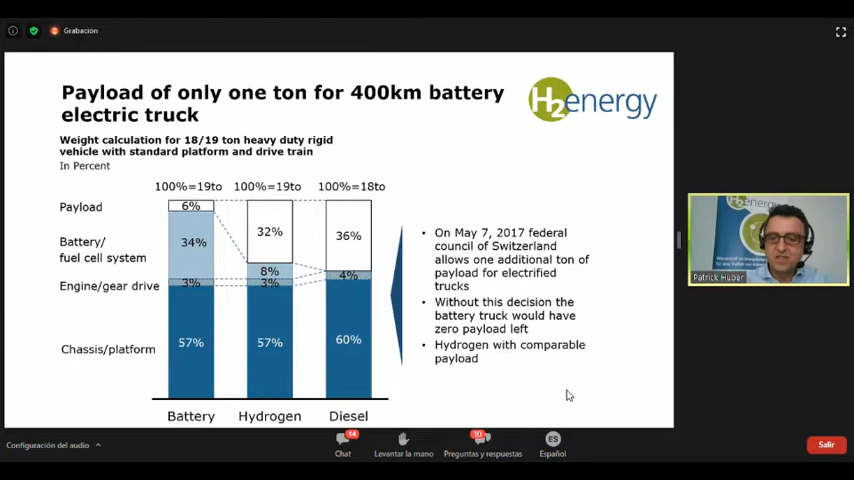 Grabación
Payload of only one ton for 400km battery
electric truck
H2energy
Weight calculation for 18/19 ton heavy duty rigid
vehicle with standard platform and drive train
In Percent
100%=19to 100%=19to 100%=18to
Payload
6%
32%
36%
Battery/
fuel cell system
34%
8%
4%
Engine/gear drive
3%
3%
Chassis/platform
57%
57%
60%
Battery Hydrogen Diesel
• On May 7, 2017 federal
council of Switzerland
allows one additional ton of
payload for electrified
trucks
• Without this decision the
battery truck would have
zero payload left
• Hydrogen with comparable
payload
H2energy
Patrick Huber
Configuración del audio
14
Chat
Levantar la mano
10
Preguntas y respuestas
ES
Español
Salir